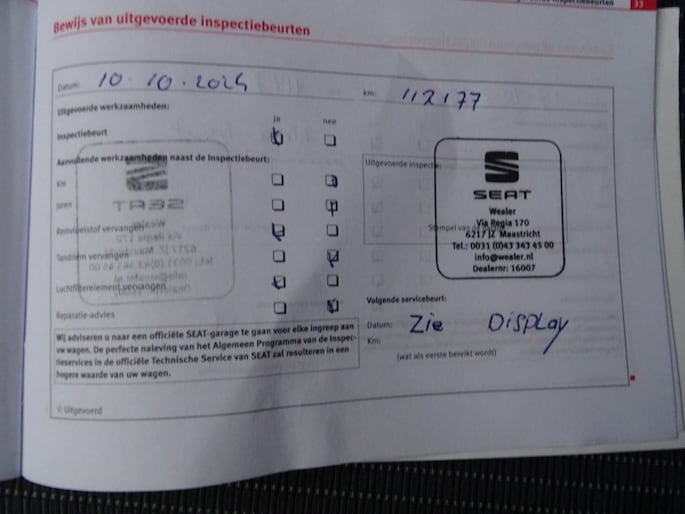 33
Bewijs van uitgevoerde inspectiebeurten
Datum: 10.10.2024 km: 112177
Uitgevoerde werkzaamheden:
ja nee
Inspectiebeurt
Aanvullende werkzaamheden naast de Inspectiebeurt:
Km
Jaren
Remvloeistof vervangen
Tandriem vervangen
Luchtfilterelement vervangen
Reparatie-advies
Wij adviseren u naar een officiële SEAT-garage te gaan voor elke ingreep aan
uw wagen. De perfecte naleving van het Algemeen Programma van de Inspec-
tieservices in de officiële Technische Service van SEAT zal resulteren in een
hogere waarde van uw wagen.
Uitgevoerd
Uitgevoerde inspectie
SEAT
Wealer
Via Regia 170
Stempel van de
6217 JZ Maastricht
Tel.: 0031 (0)43 343 45 00
info@wealer.nl
Dealernr: 16007
Volgende servicebeurt:
Datum: Zie Display
Km:
(wat als eerste bereikt wordt)